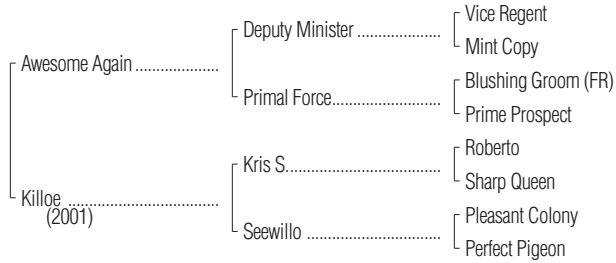 Vice Regent
Deputy Minister ..................
Mint Copy
Awesome Again ..................
Blushing Groom (FR)
Primal Force........................
Prime Prospect
Roberto
Kris S..................................
Sharp Queen
Killoe .................................
(2001)
Pleasant Colony
Seewillo .............................
Perfect Pigeon